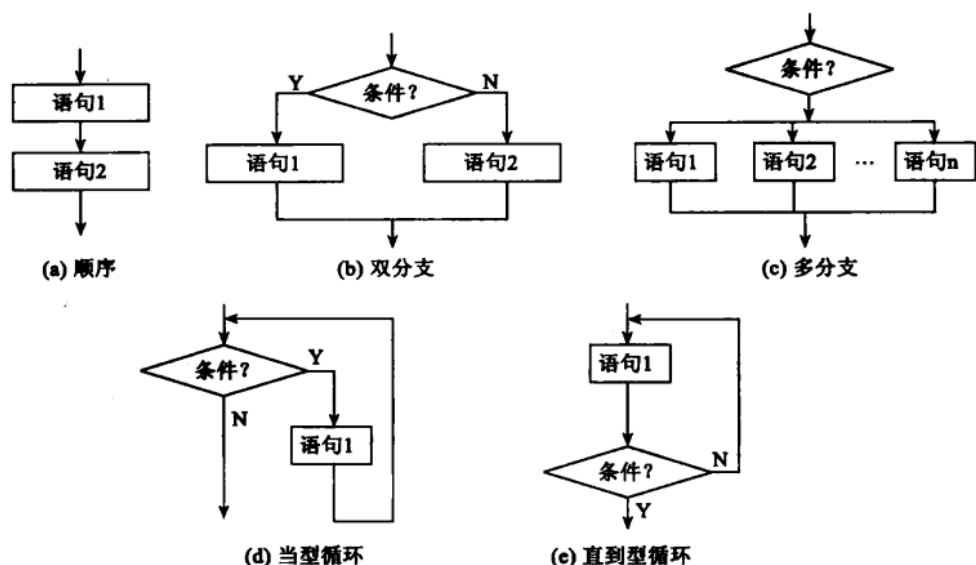 语句1
语句2
(a) 顺序
条件?
Y
N
语句1
语句2
(b) 双分支
条件?
语句1
语句2
···
语句n
(c) 多分支
条件?
Y
N
语句1
(d) 当型循环
语句1
条件?
N
Y
(e) 直到型循环